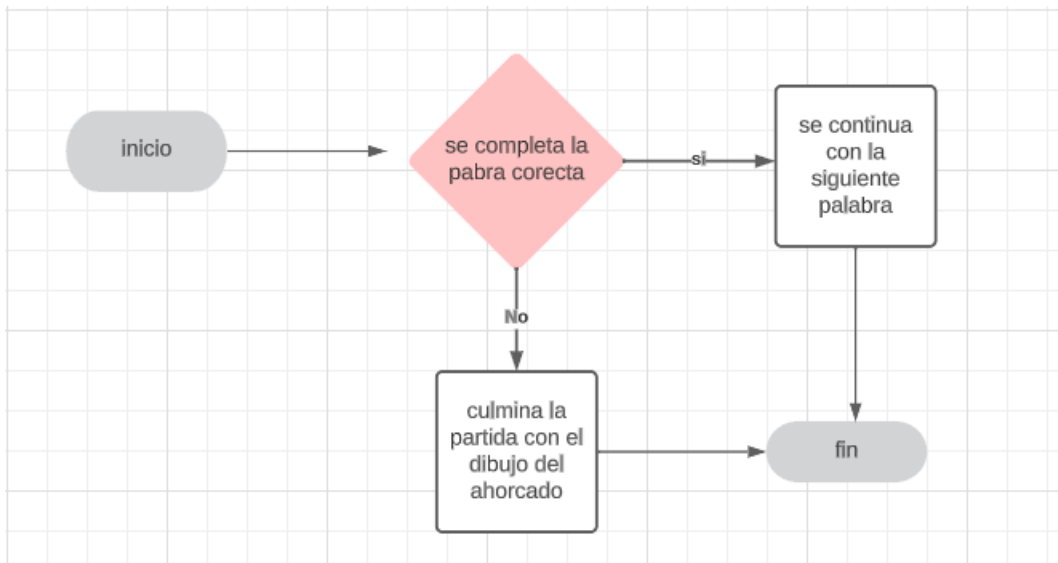 inicio
se completa la
pabra corecta
si
se continua
con la
siguiente
palabra
No
culmina la
partida con el
dibujo del
ahorcado
fin